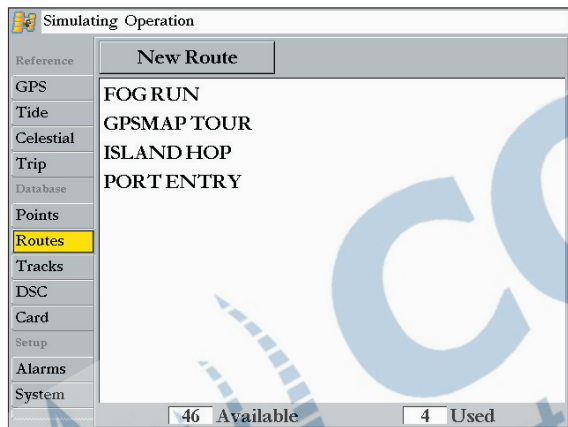 Simulating Operation
Reference
GPS
Tide
Celestial
Trip
Database
Points
Routes
Tracks
DSC
Card
Setup
Alarms
System
New Route
FOG RUN
GPSMAP TOUR
ISLAND HOP
PORT ENTRY
46 Available
4 Used